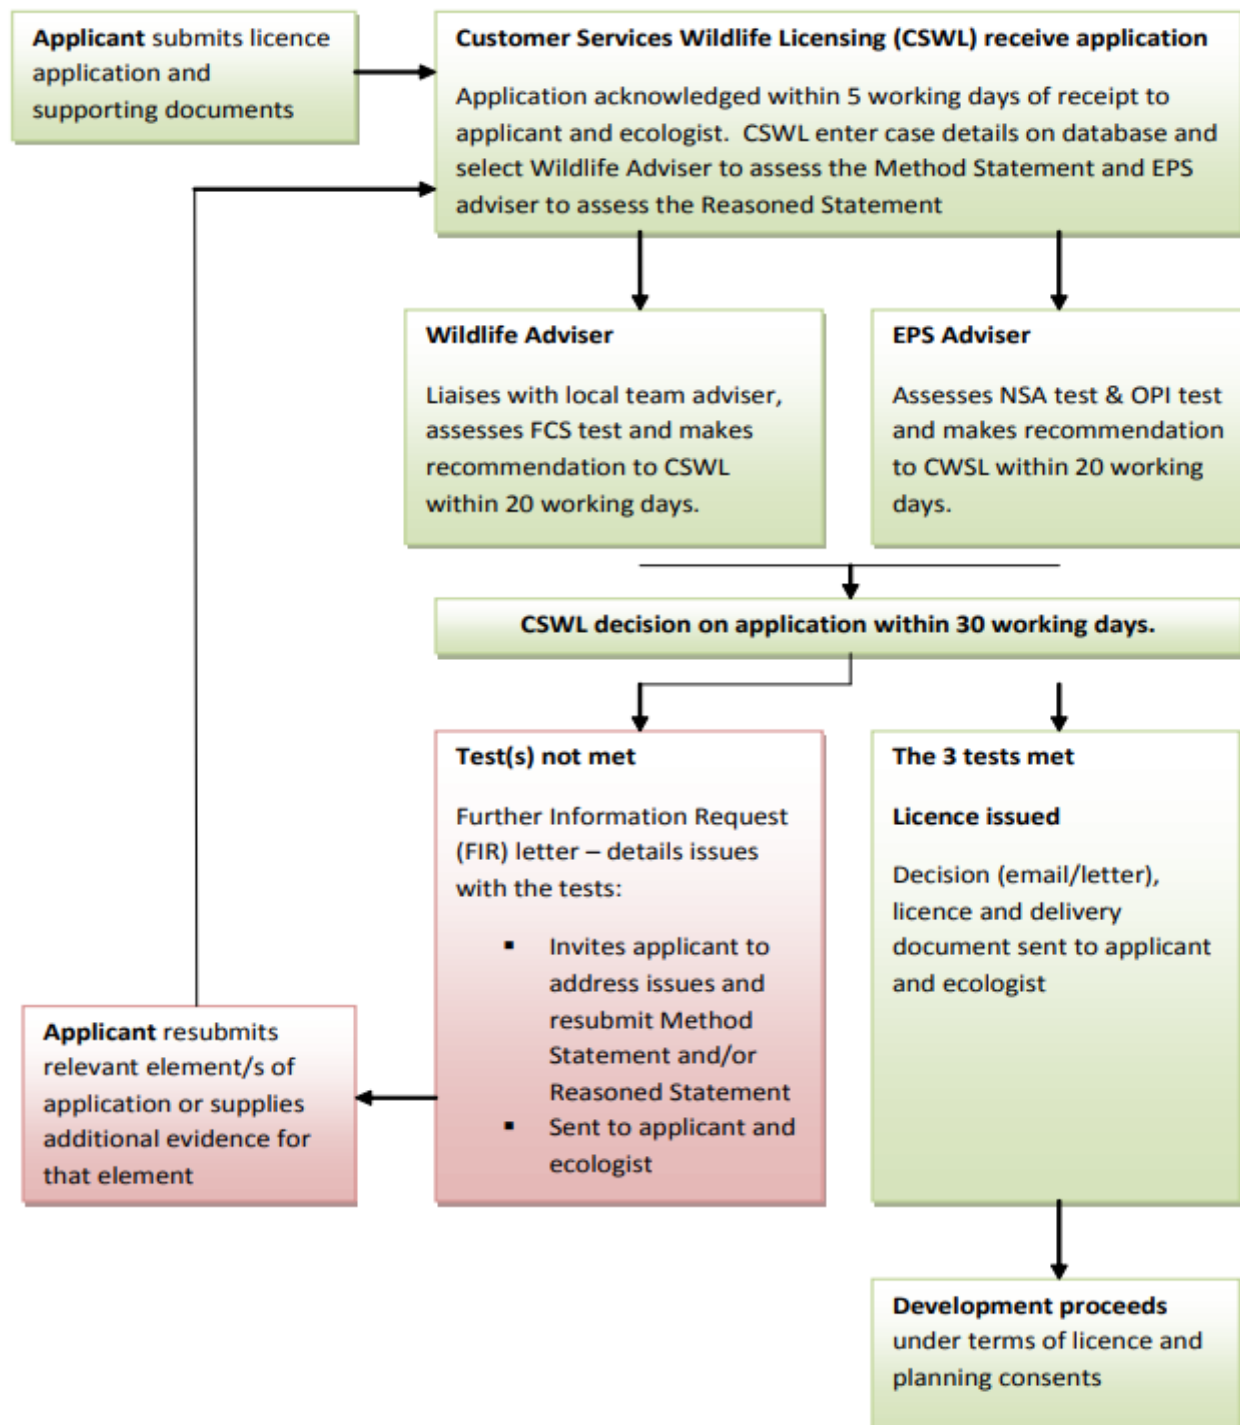 Applicant submits licence
application and
supporting documents
Customer Services Wildlife Licensing (CSWL) receive application
Application acknowledged within 5 working days of receipt to
applicant and ecologist. CSWL enter case details on database and
select Wildlife Adviser to assess the Method Statement and EPS
adviser to assess the Reasoned Statement
Wildlife Adviser
Liaises with local team adviser,
assesses FCS test and makes
recommendation to CSWL
within 20 working days.
EPS Adviser
Assesses NSA test & OPI test
and makes recommendation
to CWSL within 20 working
days.
CSWL decision on application within 30 working days.
Test(s) not met
Further Information Request
(FIR) letter – details issues
with the tests:
▪ Invites applicant to
address issues and
resubmit Method
Statement and/or
Reasoned Statement
▪ Sent to applicant and
ecologist
The 3 tests met
Licence issued
Decision (email/letter),
licence and delivery
document sent to applicant
and ecologist
Applicant resubmits
relevant element/s of
application or supplies
additional evidence for
that element
Development proceeds
under terms of licence and
planning consents